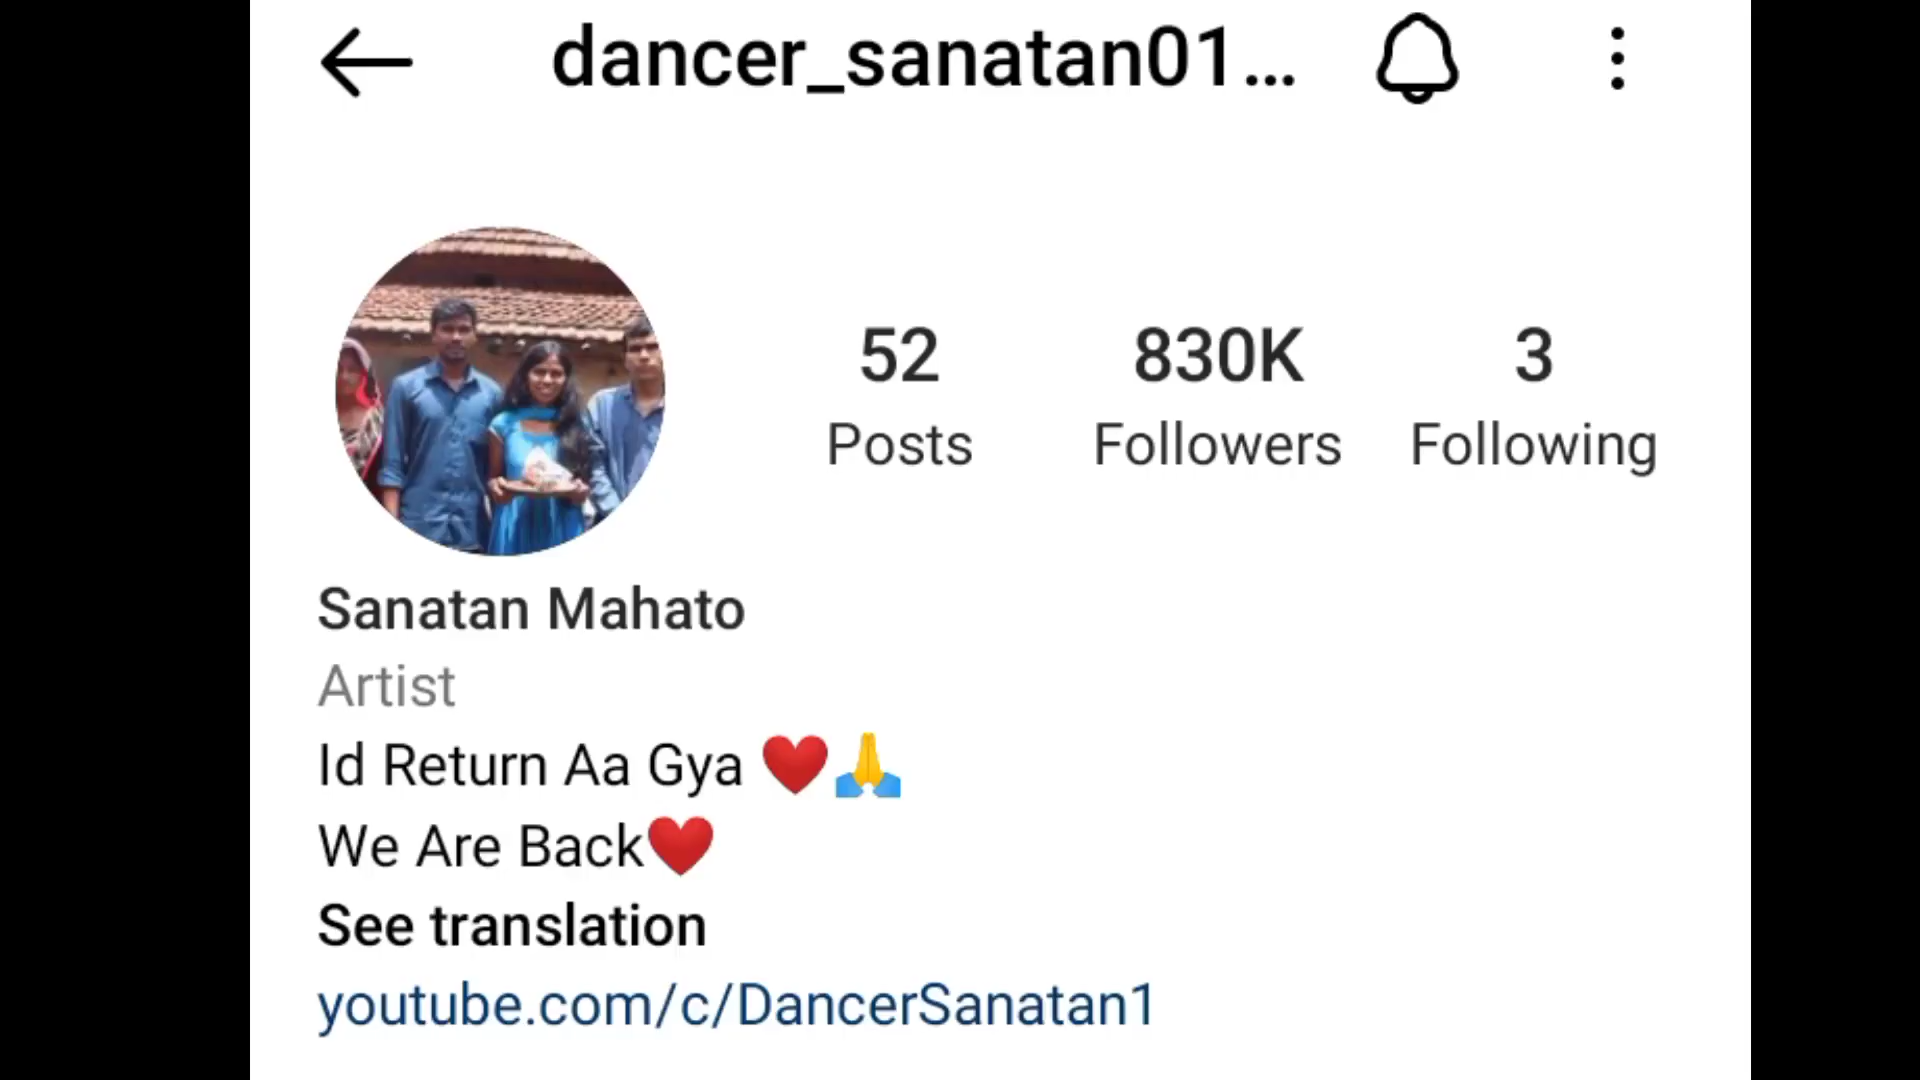 dancer_sanatan01...
52 830K 3
Posts Followers Following
Sanatan Mahato
Artist
Id Return Aa Gya ❤️🙏
We Are Back❤️
See translation
youtube.com/c/DancerSanatan1